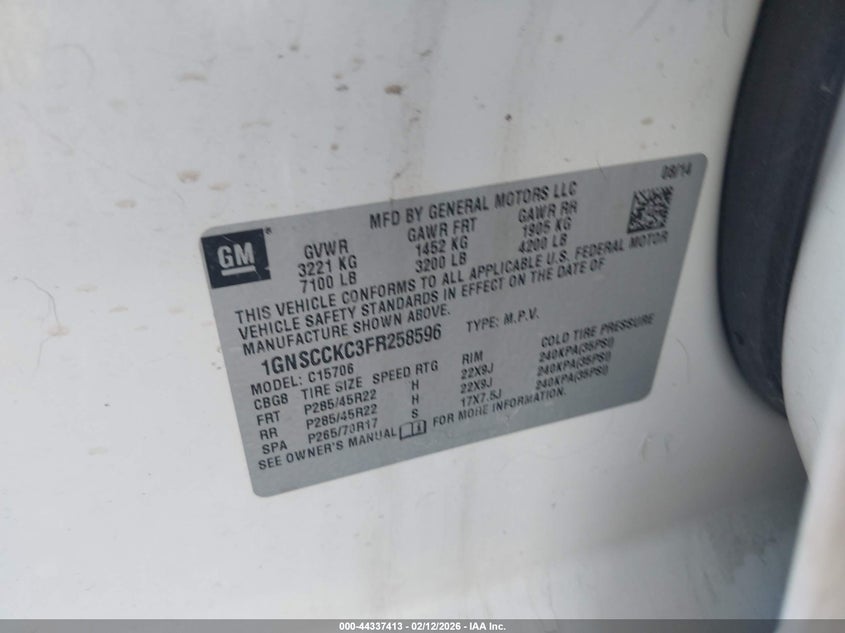 08/14
MFD BY GENERAL MOTORS LLC
GM®
GVWR GAWR FRT GAWR RR
3221 KG 1452 KG 1905 KG
7100 LB 3200 LB 4200 LB
THIS VEHICLE CONFORMS TO ALL APPLICABLE U.S. FEDERAL MOTOR
VEHICLE SAFETY STANDARDS IN EFFECT ON THE DATE OF
MANUFACTURE SHOWN ABOVE.
1GNSCCKC3FR258596 TYPE: M.P.V.
MODEL: C15706
CBG8 TIRE SIZE SPEED RTG RIM COLD TIRE PRESSURE
FRT P285/45R22 H 22X9J 240KPA(35PSI)
RR P285/45R22 H 22X9J 240KPA(35PSI)
SPA P265/70R17 S 17X7.5J 240KPA(35PSI)
SEE OWNER'S MANUAL FOR MORE INFORMATION.
000-44337413 - 02/12/2026 - IAA Inc.